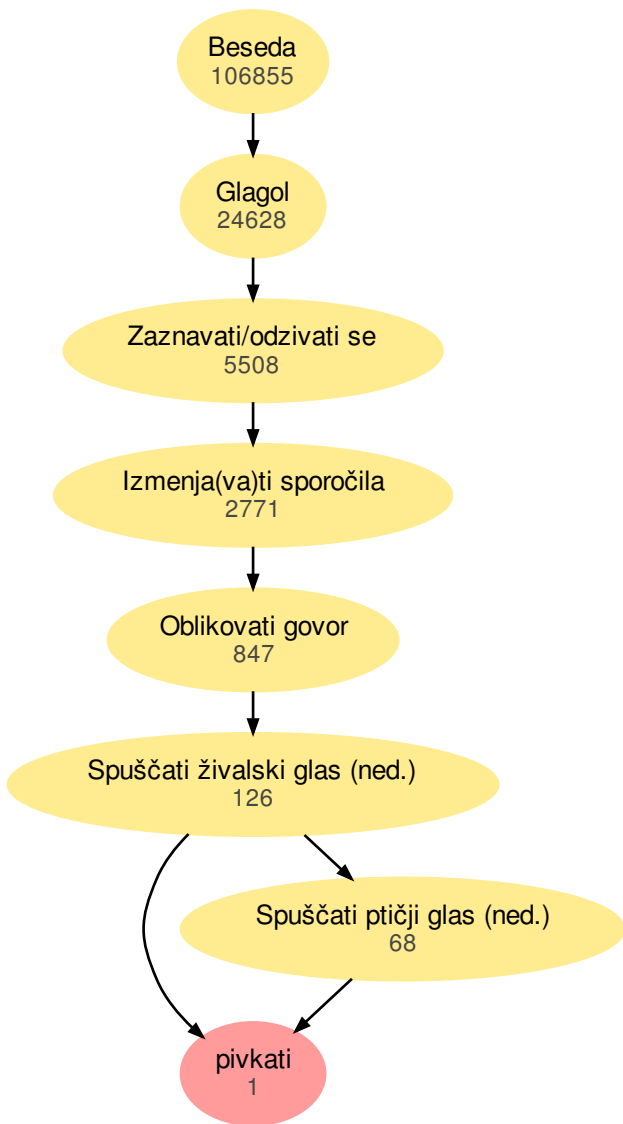 Beseda
106855
Glagol
24628
Zaznavati/odzivati se
5508
Izmenja(va)ti sporočila
2771
Oblikovati govor
847
Spuščati živalski glas (ned.)
126
Spuščati ptičji glas (ned.)
68
pivkati
1